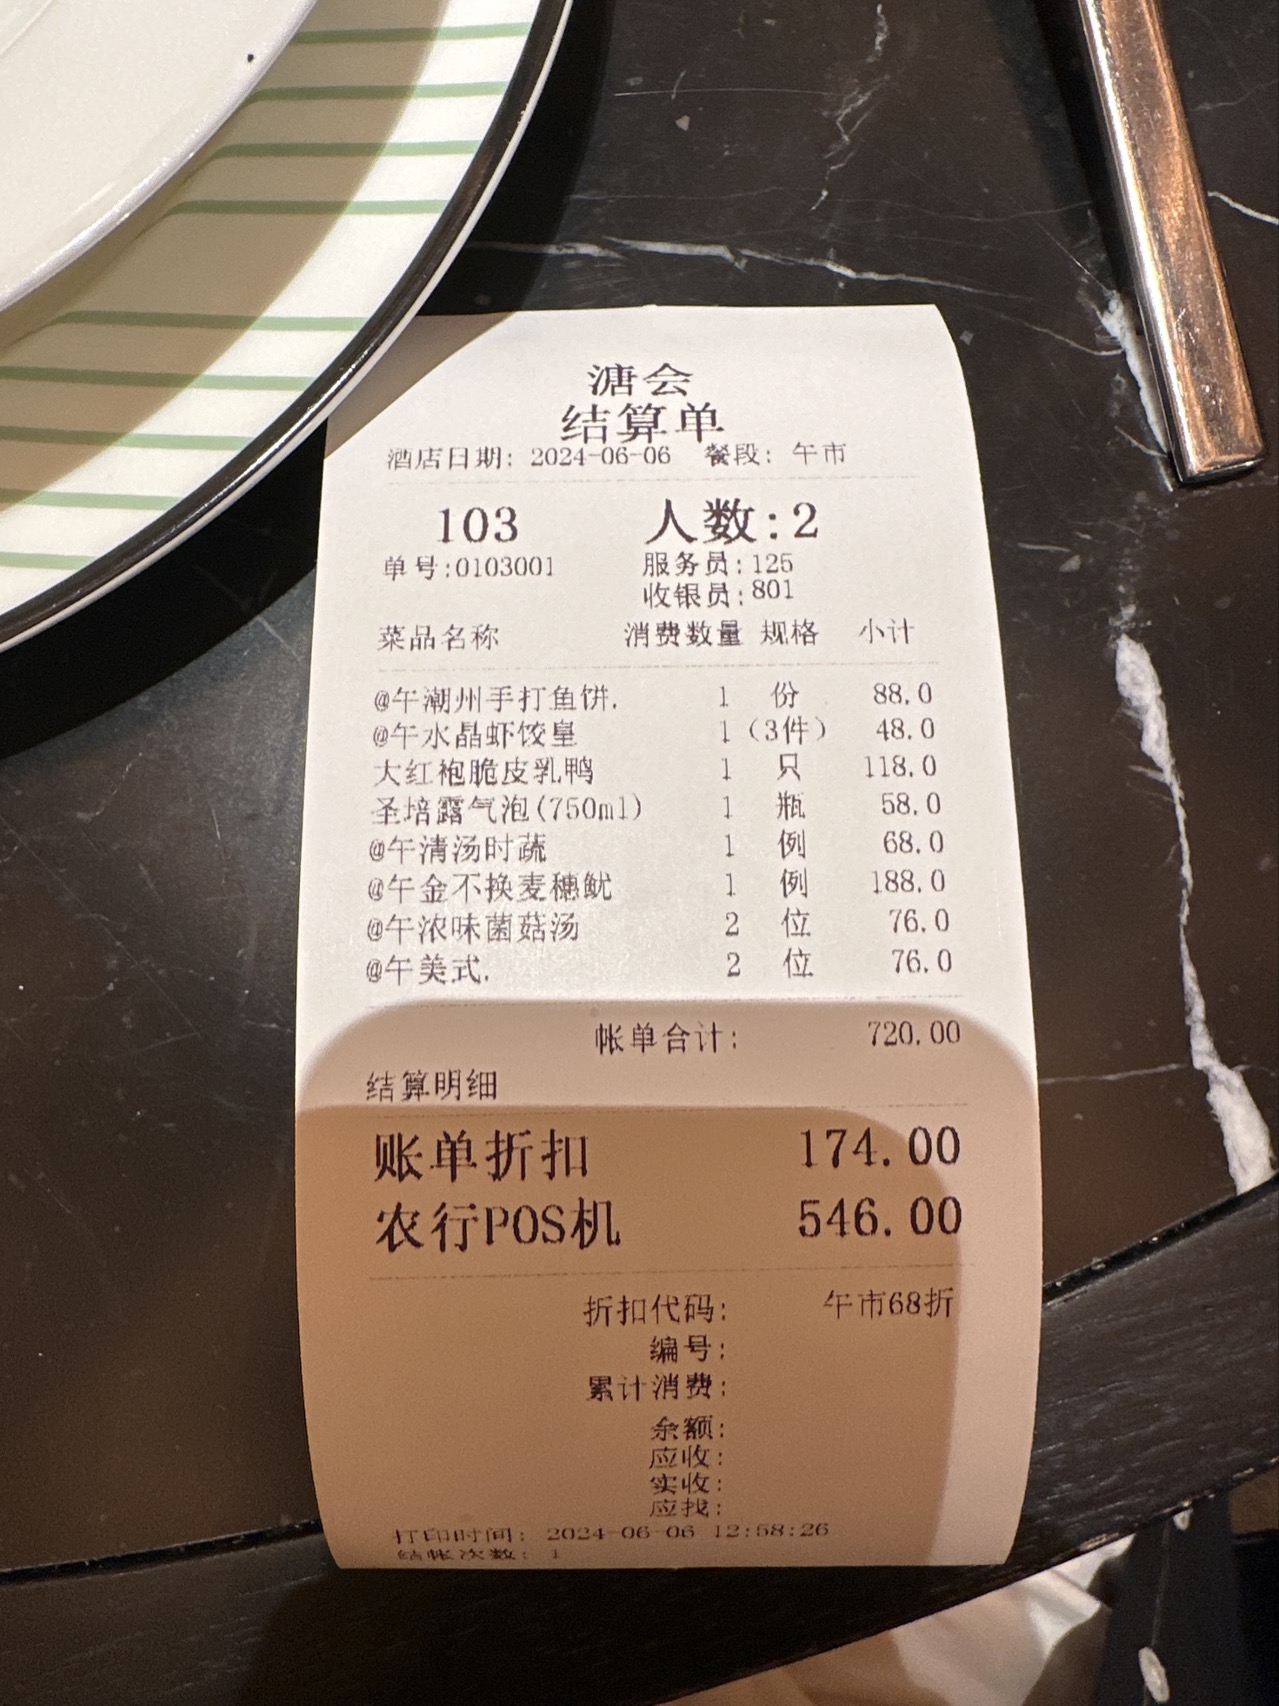 溏会
结算单
酒店日期: 2024-06-06 餐段: 午市
103 人数:2
单号:0103001 服务员:125
收银员:801
菜品名称 消费数量 规格 小计
@午潮州手打鱼饼. 1 份 88.0
@午水晶虾饺皇 1 (3件) 48.0
大红袍脆皮乳鸭 1 只 118.0
圣培露气泡(750ml) 1 瓶 58.0
@午清汤时蔬 1 例 68.0
@午金不换麦穗鱿 1 例 188.0
@午浓味菌菇汤 2 位 76.0
@午美式. 2 位 76.0
帐单合计: 720.00
结算明细
账单折扣 174.00
农行POS机 546.00
折扣代码: 午市68折
编号:
累计消费:
余额:
应收:
实收:
应找:
打印时间: 2024-06-06 12:58:26
结帐次数: 1